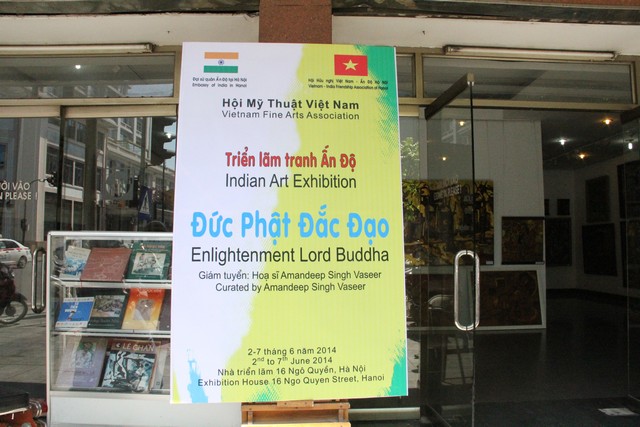 Đại sứ quán Ấn Độ tại Hà Nội
Embassy of India in Hanoi
Hội Hữu nghị Việt Nam - Ấn Độ Hà Nội
Vietnam - India Friendship Association of Hanoi
Hội Mỹ Thuật Việt Nam
Vietnam Fine Arts Association
Triển lãm tranh Ấn Độ
Indian Art Exhibition
Đức Phật Đắc Đạo
Enlightenment Lord Buddha
Giám tuyển: Hoạ sĩ Amandeep Singh Vaseer
Curated by Amandeep Singh Vaseer
2-7 tháng 6 năm 2014
2nd to 7th June 2014
Nhà triển lãm 16 Ngô Quyền, Hà Nội
Exhibition House 16 Ngo Quyen Street, Hanoi
VÀO
PLEASE !